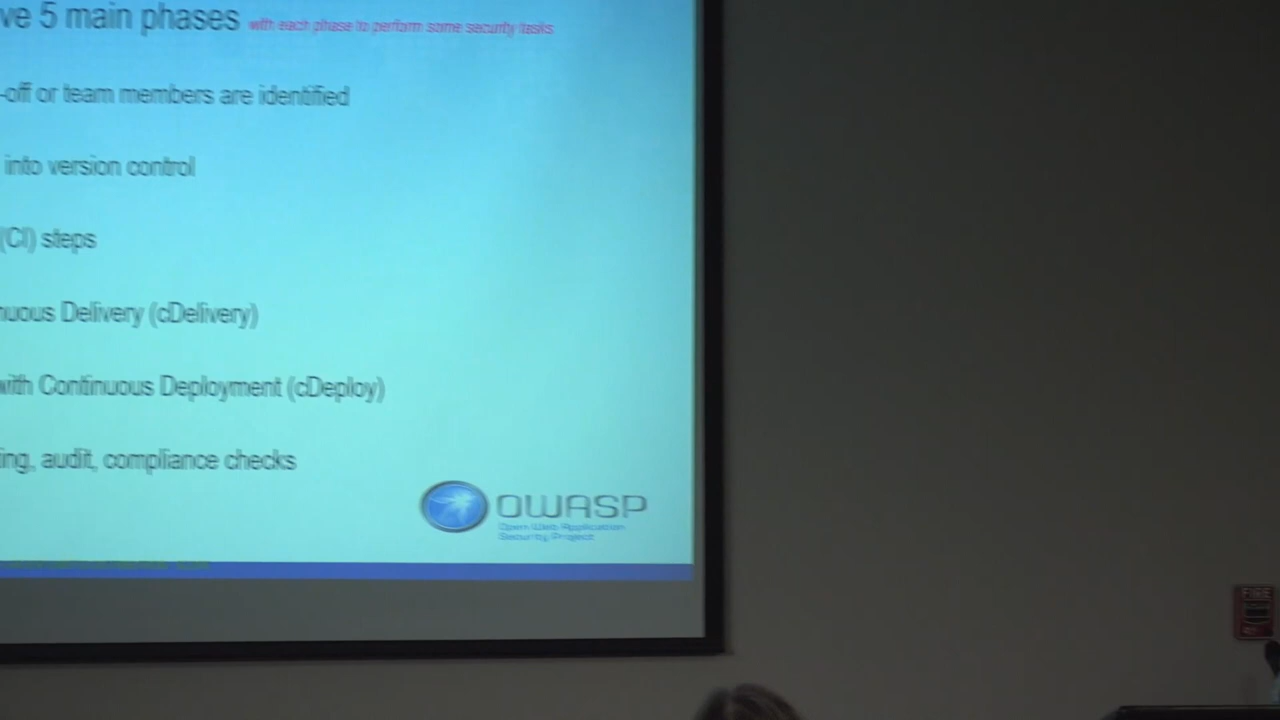 ve 5 main phases with each phase to perform some security tasks
-off or team members are identified
into version control
(CI) steps
nuous Delivery (cDelivery)
with Continuous Deployment (cDeploy)
ing, audit, compliance checks
OWASP
Open Web Application
Security Project
FIRE